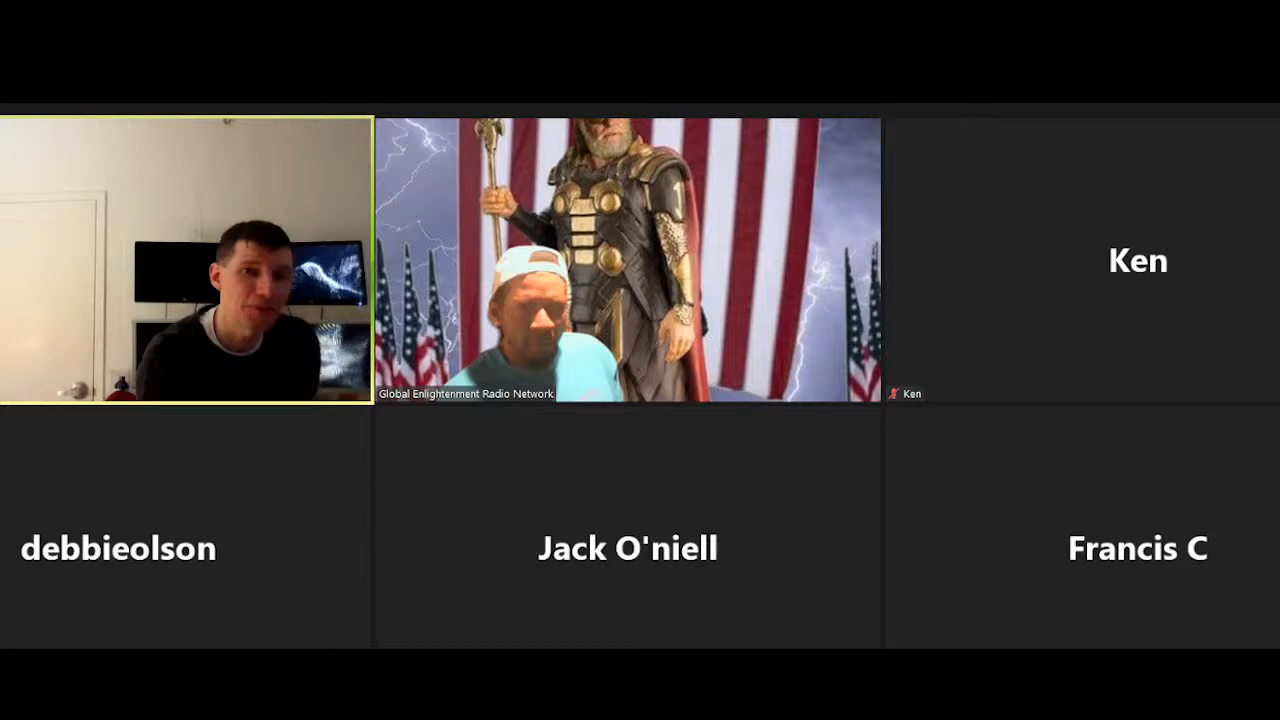 Ken
Global Enlightenment Radio Network
Ken
debbieolson
Jack O'niell
Francis C